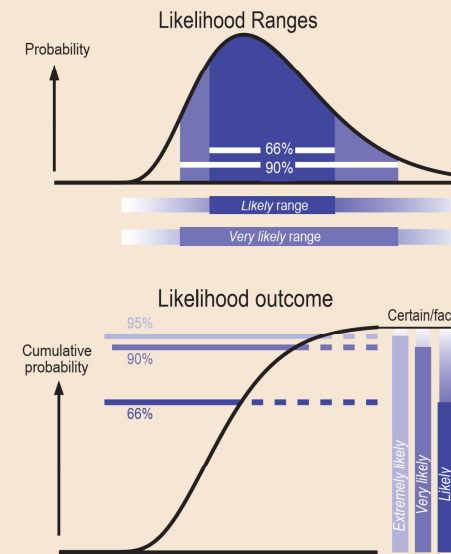 Likelihood Ranges
Probability
66%
90%
Likely range
Very likely range
Likelihood outcome
Certain/fac
95%
Cumulative
probability
90%
66%
Extremely likely
Very likely
Likely